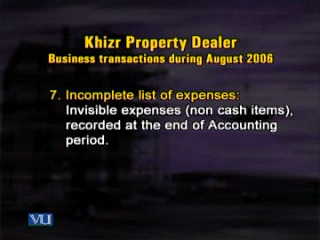 Khizr Property Dealer
Business transactions during August 2006
7. Incomplete list of expenses:
Invisible expenses (non cash items),
recorded at the end of Accounting
period.
VU